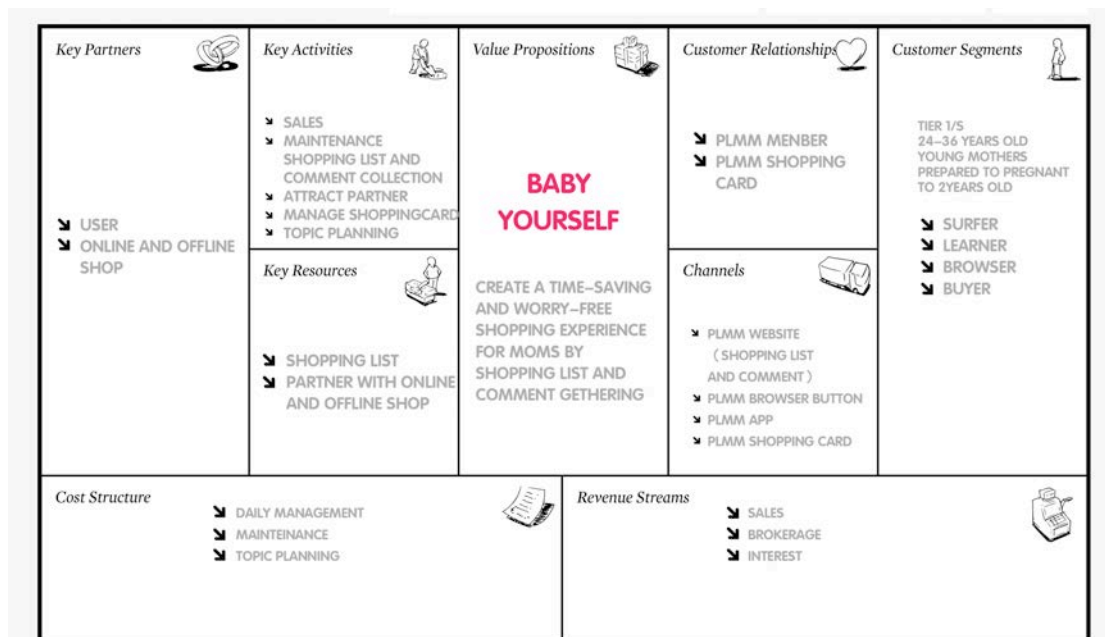 Key Partners
USER
ONLINE AND OFFLINE
SHOP
Key Activities
SALES
MAINTENANCE
SHOPPING LIST AND
COMMENT COLLECTION
ATTRACT PARTNER
MANAGE SHOPPINGCARD
TOPIC PLANNING
Key Resources
SHOPPING LIST
PARTNER WITH ONLINE
AND OFFLINE SHOP
Value Propositions
BABY
YOURSELF
CREATE A TIME–SAVING
AND WORRY–FREE
SHOPPING EXPERIENCE
FOR MOMS BY
SHOPPING LIST AND
COMMENT GETHERING
Customer Relationships
PLMM MENBER
PLMM SHOPPING
CARD
Channels
PLMM WEBSITE
( SHOPPING LIST
AND COMMENT )
PLMM BROWSER BUTTON
PLMM APP
PLMM SHOPPING CARD
Customer Segments
TIER 1/S
24–36 YEARS OLD
YOUNG MOTHERS
PREPARED TO PREGNANT
TO 2YEARS OLD
SURFER
LEARNER
BROWSER
BUYER
Cost Structure
DAILY MANAGEMENT
MAINTEINANCE
TOPIC PLANNING
Revenue Streams
SALES
BROKERAGE
INTEREST